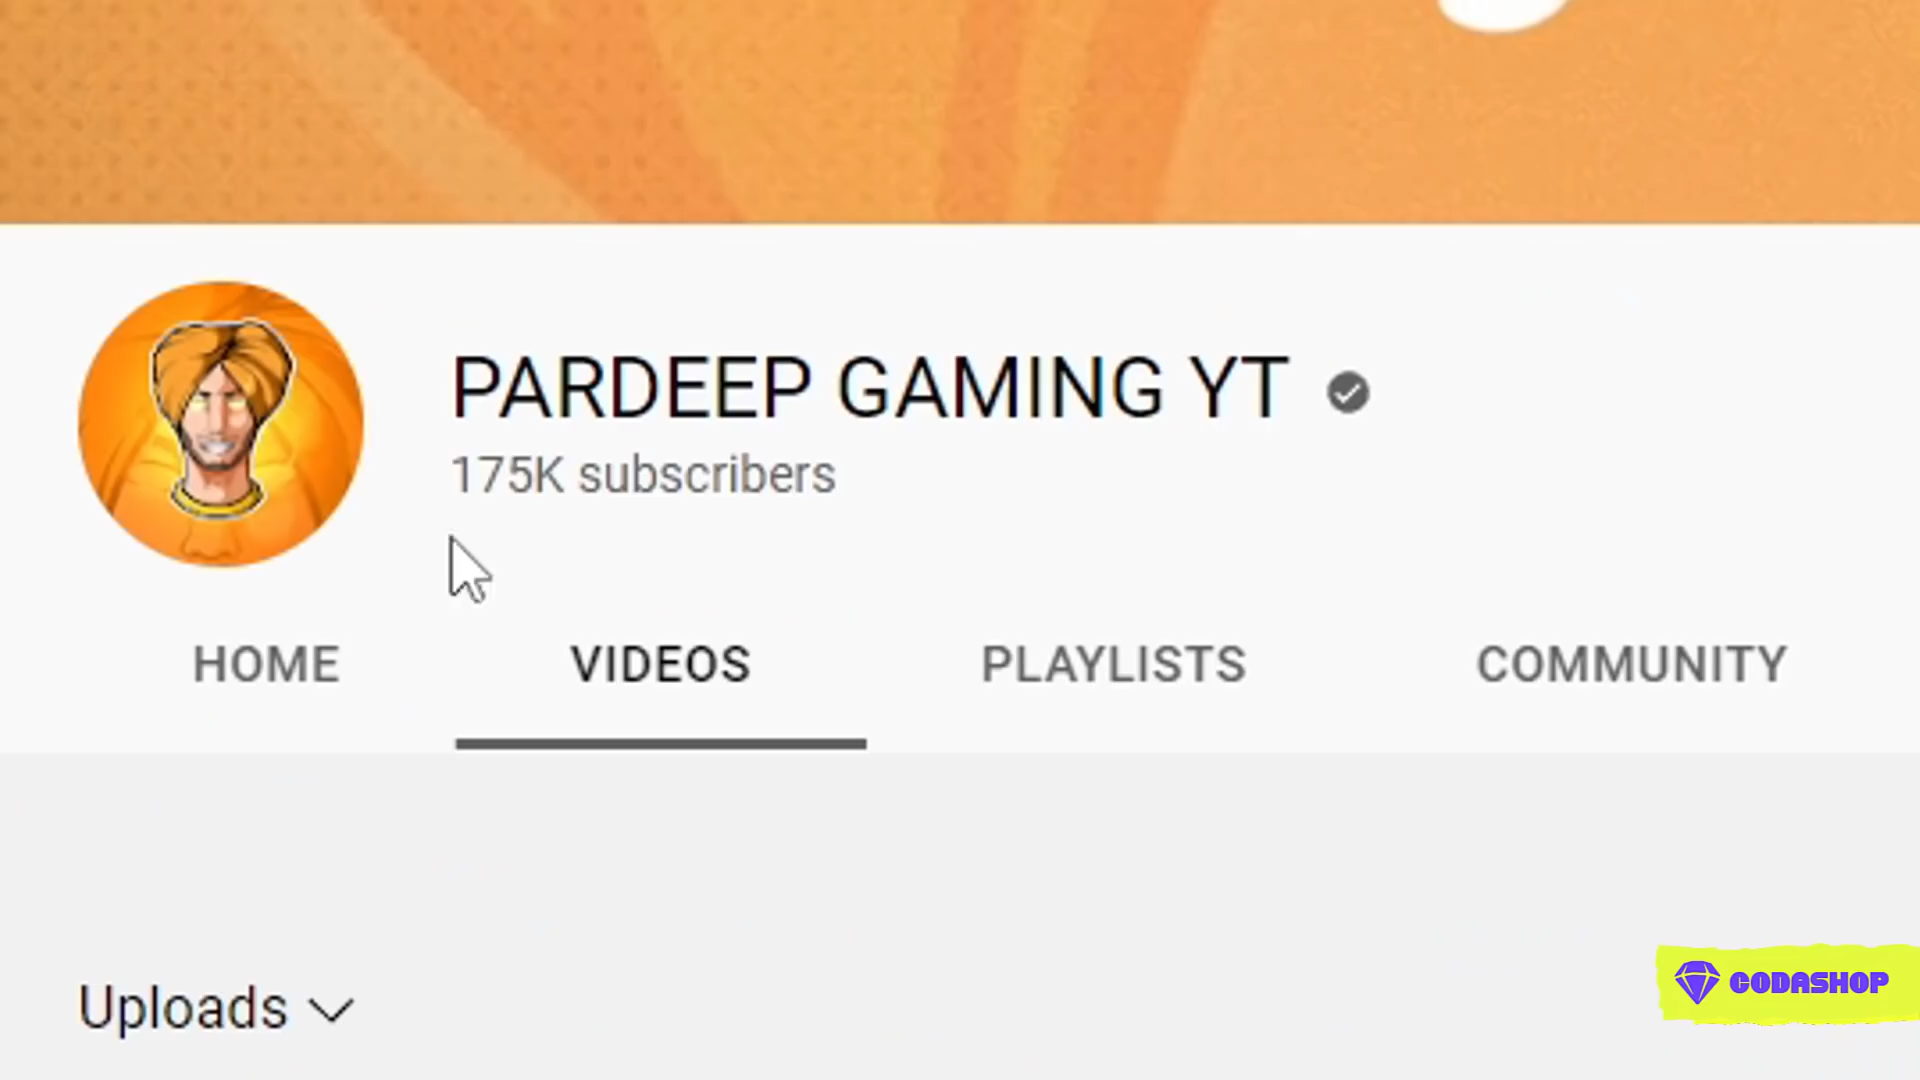 PARDEEP GAMING YT
175K subscribers
HOME VIDEOS PLAYLISTS COMMUNITY
Uploads
CODASHOP